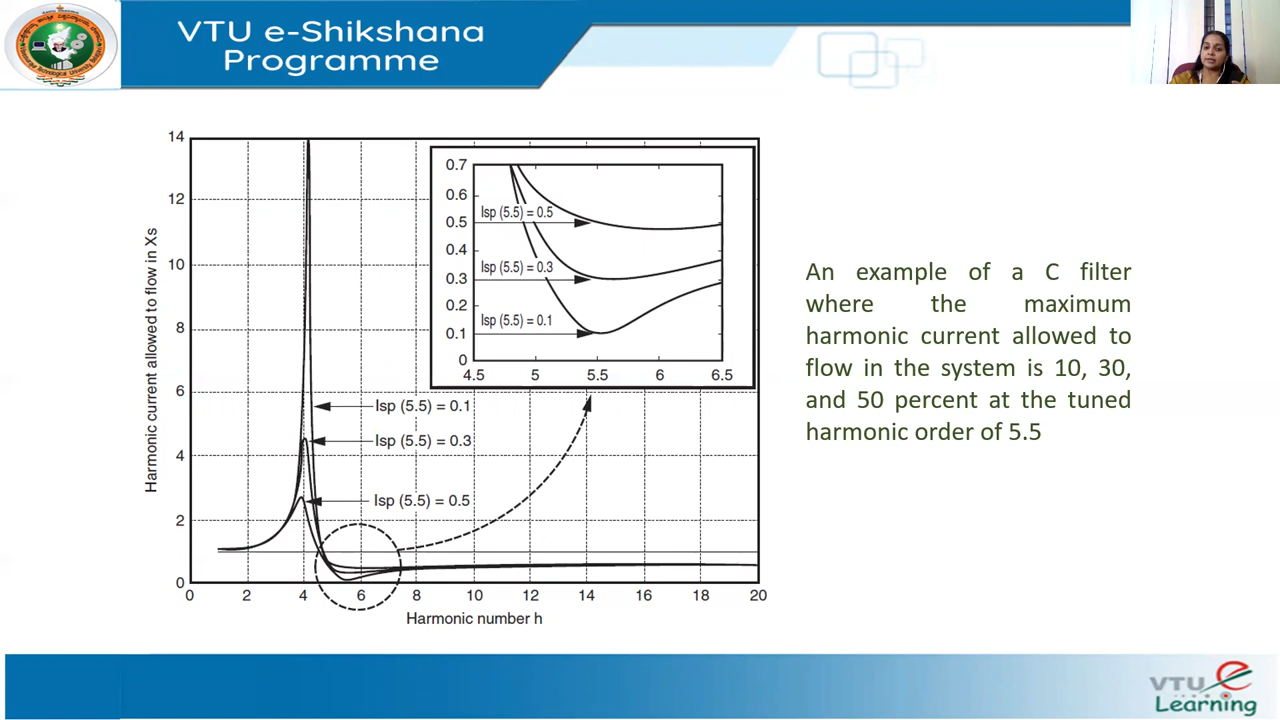 VTU e-Shikshana
Programme
14
12
10
8
6
4
2
0
Harmonic current allowed to flow in Xs
0 2 4 6 8 10 12 14 16 18 20
Harmonic number h
Isp (5.5) = 0.1
Isp (5.5) = 0.3
Isp (5.5) = 0.5
0.7
0.6
0.5
0.4
0.3
0.2
0.1
0
Isp (5.5) = 0.5
Isp (5.5) = 0.3
Isp (5.5) = 0.1
4.5 5 5.5 6 6.5
An example of a C filter
where the maximum
harmonic current allowed to
flow in the system is 10, 30,
and 50 percent at the tuned
harmonic order of 5.5
VTU e
Learning